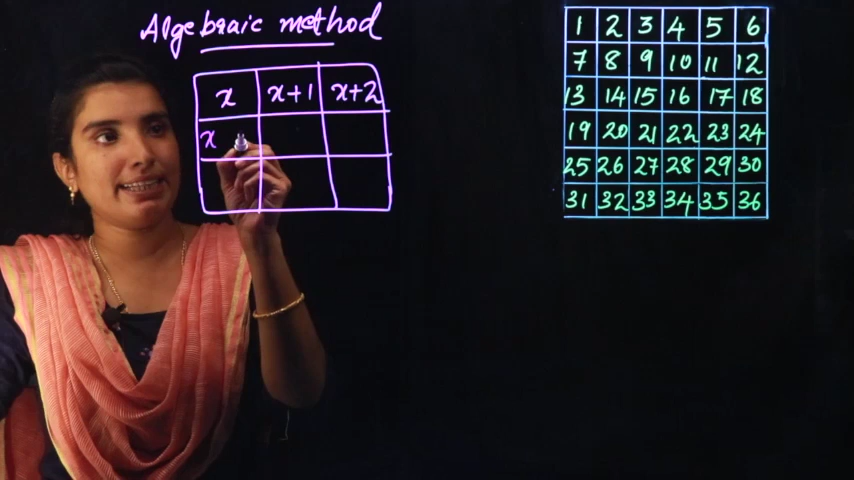 Algebraic method
x x+1 x+2
x
1 2 3 4 5 6
7 8 9 10 11 12
13 14 15 16 17 18
19 20 21 22 23 24
25 26 27 28 29 30
31 32 33 34 35 36